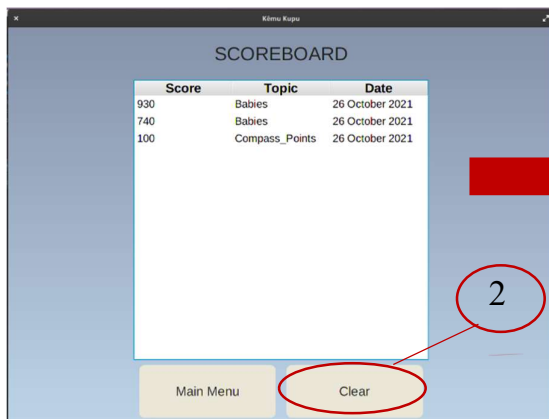 Kēmu Kupu
SCOREBOARD
Score Topic Date
930 Babies 26 October 2021
740 Babies 26 October 2021
100 Compass_Points 26 October 2021
2
Main Menu Clear